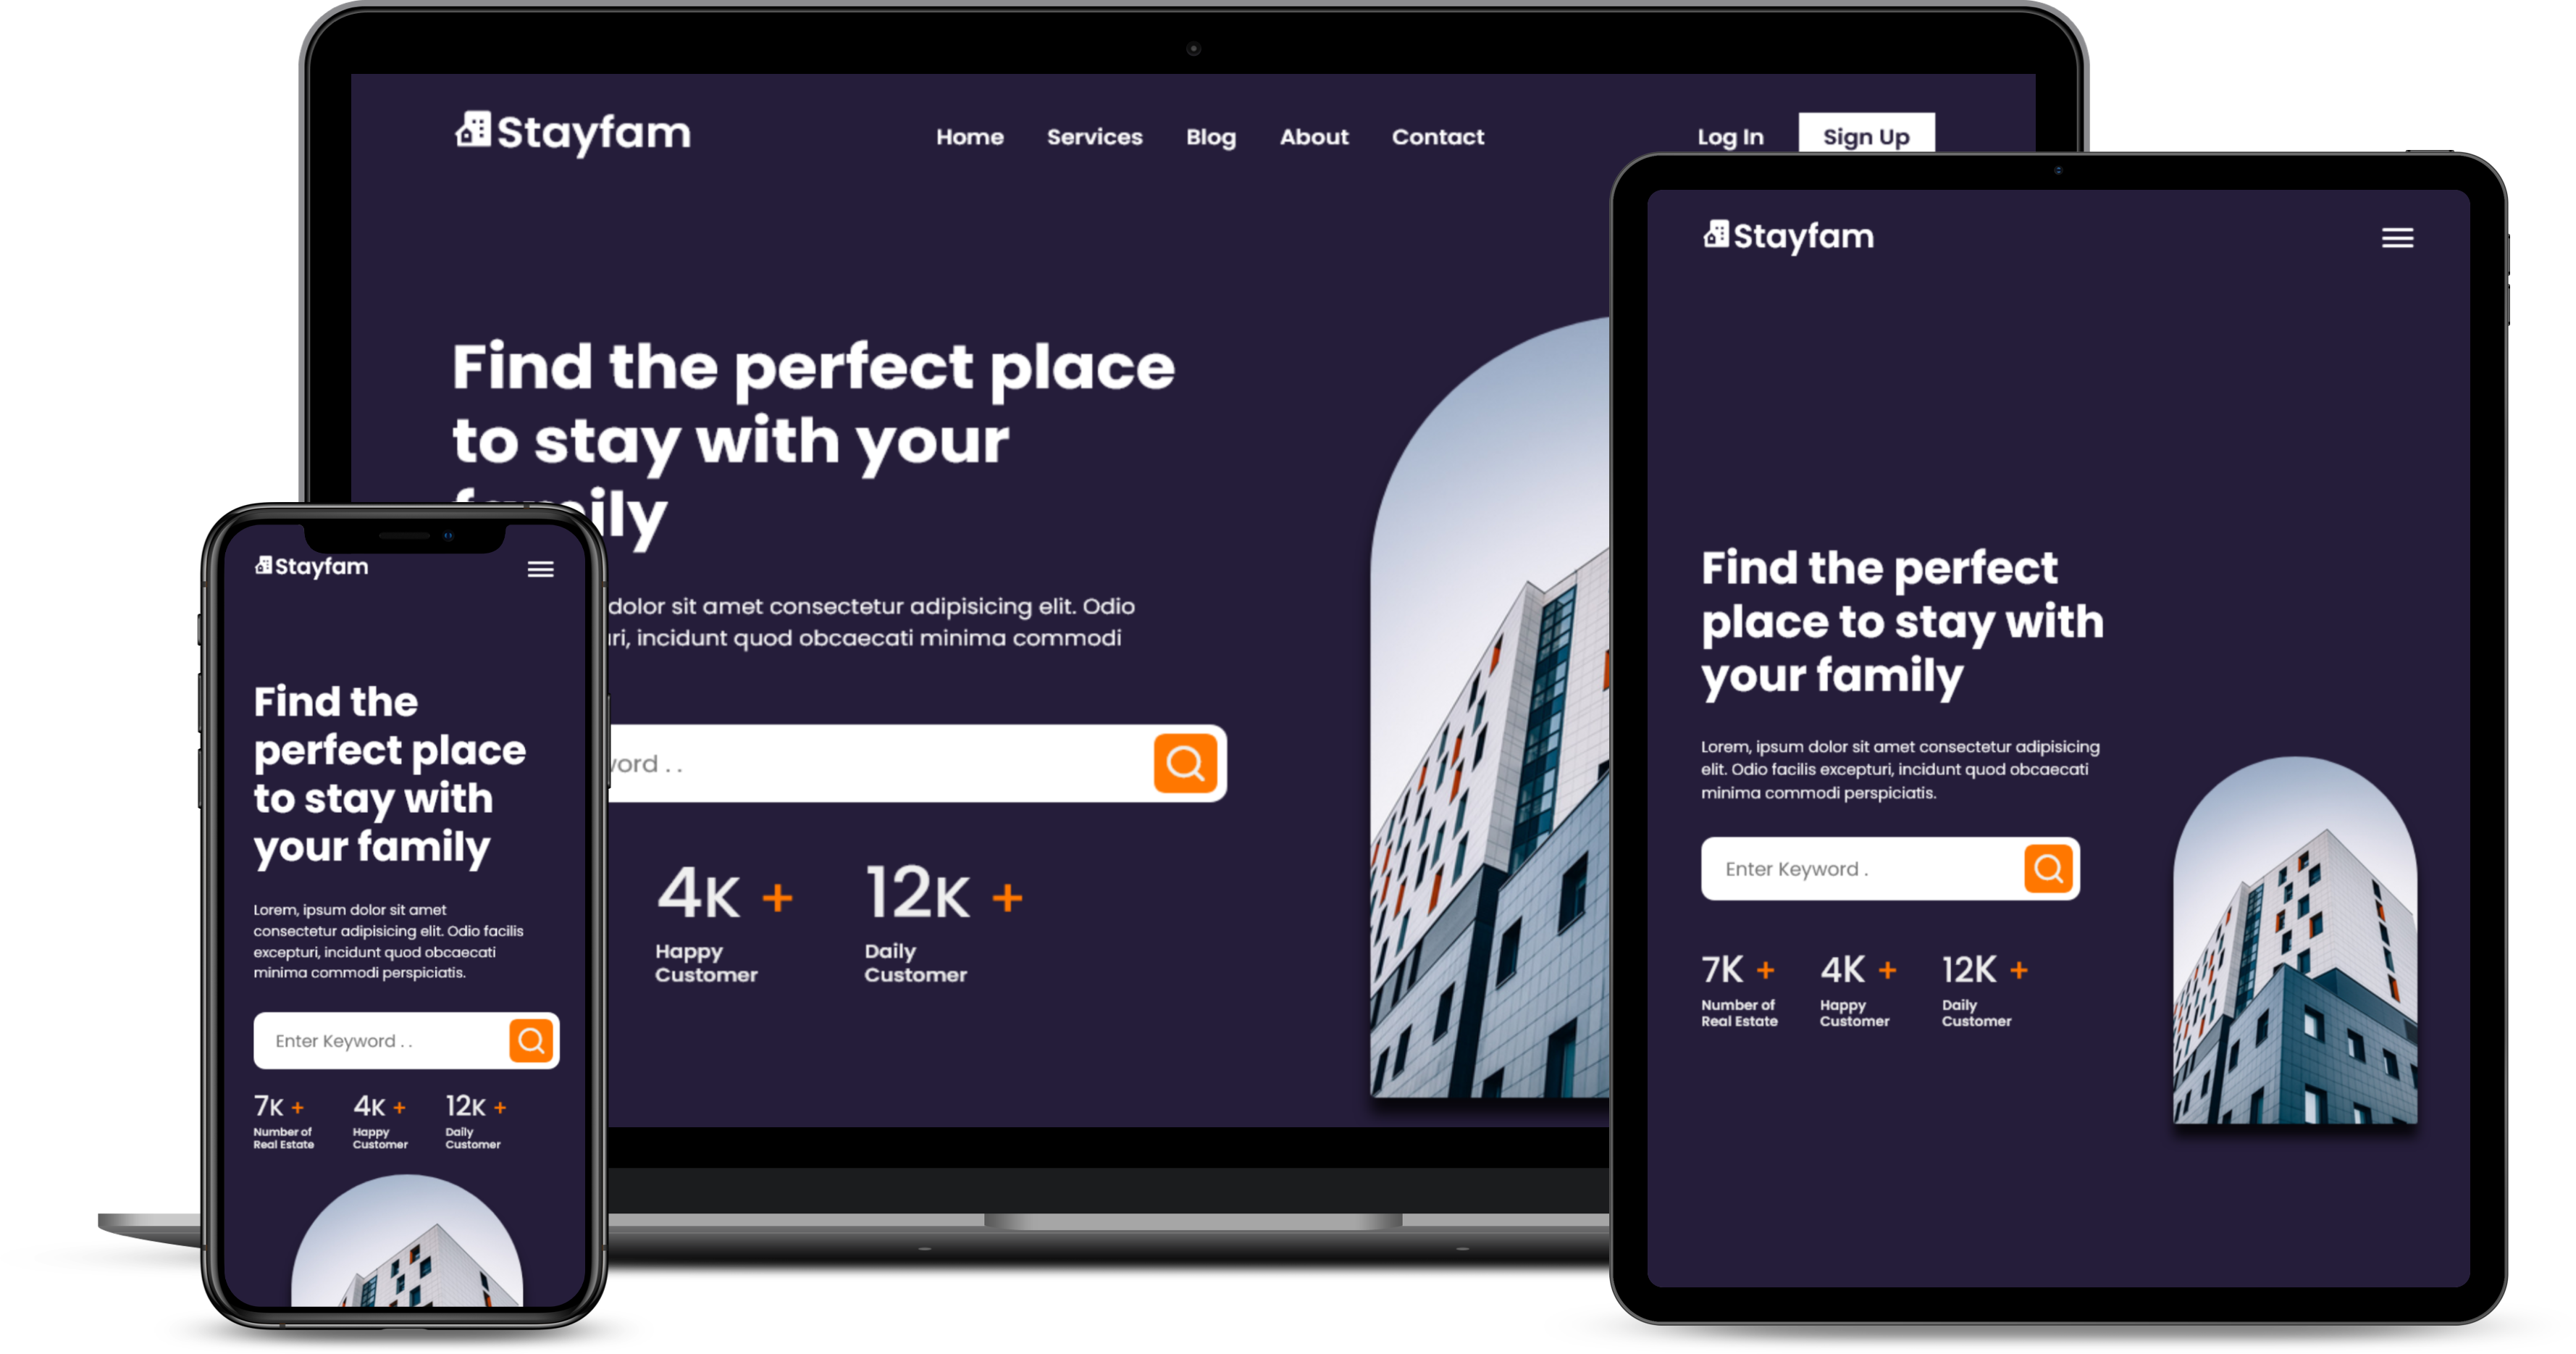 Stayfam
Home Services Blog About Contact
Log In Sign Up
Find the perfect place
to stay with your
ily
dolor sit amet consectetur adipisicing elit. Odio
ri, incidunt quod obcaecati minima commodi
ord . .
4K + 12K +
Happy Daily
Customer Customer
Stayfam
Find the
perfect place
to stay with
your family
Lorem, ipsum dolor sit amet
consectetur adipisicing elit. Odio facilis
excepturi, incidunt quod obcaecati
minima commodi perspiciatis.
Enter Keyword . .
7K + 4K + 12K +
Number of Happy Daily
Real Estate Customer Customer
Stayfam
Find the perfect
place to stay with
your family
Lorem, ipsum dolor sit amet consectetur adipisicing
elit. Odio facilis excepturi, incidunt quod obcaecati
minima commodi perspiciatis.
Enter Keyword .
7K + 4K + 12K +
Number of Happy Daily
Real Estate Customer Customer